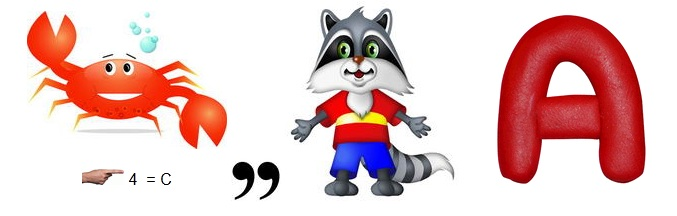 4 = С
,,
А